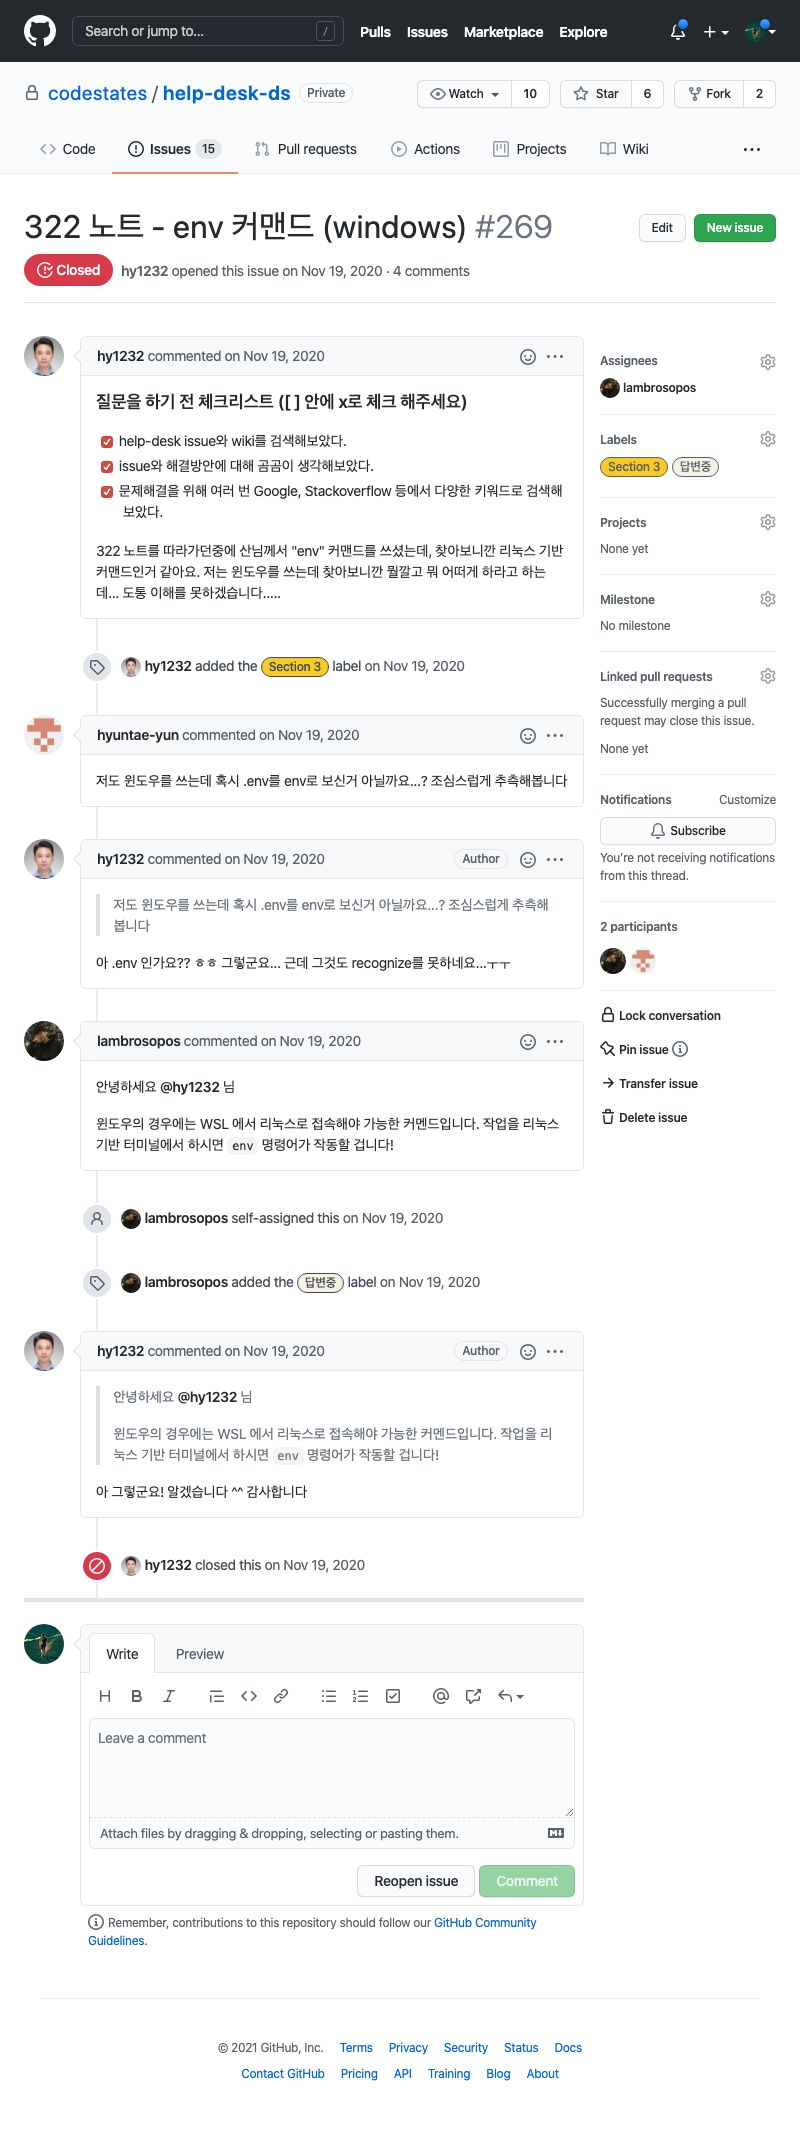 Search or jump to... /
Pulls Issues Marketplace Explore
codestates / help-desk-ds Private
Watch 10 Star 6 Fork 2
Code Issues 15 Pull requests Actions Projects Wiki ...
322 노트 - env 커맨드 (windows) #269
Edit New issue
Closed hy1232 opened this issue on Nov 19, 2020 · 4 comments
hy1232 commented on Nov 19, 2020
질문을 하기 전 체크리스트 ([ ] 안에 x로 체크 해주세요)
help-desk issue와 wiki를 검색해보았다.
issue와 해결방안에 대해 곰곰이 생각해보았다.
문제해결을 위해 여러 번 Google, Stackoverflow 등에서 다양한 키워드로 검색해
보았다.
322 노트를 따라가던중에 산님께서 "env" 커맨드를 쓰셨는데, 찾아보니깐 리눅스 기반
커맨드인거 같아요. 저는 윈도우를 쓰는데 찾아보니깐 뭘깔고 뭐 어떠게 하라고 하는
데... 도통 이해를 못하겠습니다.....
hy1232 added the Section 3 label on Nov 19, 2020
hyuntae-yun commented on Nov 19, 2020
저도 윈도우를 쓰는데 혹시 .env를 env로 보신거 아닐까요...? 조심스럽게 추측해봅니다
hy1232 commented on Nov 19, 2020 Author
저도 윈도우를 쓰는데 혹시 .env를 env로 보신거 아닐까요...? 조심스럽게 추측해
봅니다
아 .env 인가요?? ㅎㅎ 그렇군요... 근데 그것도 recognize를 못하네요...ㅜㅜ
lambrosopos commented on Nov 19, 2020
안녕하세요 @hy1232 님
윈도우의 경우에는 WSL 에서 리눅스로 접속해야 가능한 커멘드입니다. 작업을 리눅스
기반 터미널에서 하시면 env 명령어가 작동할 겁니다!
lambrosopos self-assigned this on Nov 19, 2020
lambrosopos added the 답변중 label on Nov 19, 2020
hy1232 commented on Nov 19, 2020 Author
안녕하세요 @hy1232 님
윈도우의 경우에는 WSL 에서 리눅스로 접속해야 가능한 커멘드입니다. 작업을 리
눅스 기반 터미널에서 하시면 env 명령어가 작동할 겁니다!
아 그렇군요! 알겠습니다 ^^ 감사합니다
hy1232 closed this on Nov 19, 2020
Assignees
lambrosopos
Labels
Section 3 답변중
Projects
None yet
Milestone
No milestone
Linked pull requests
Successfully merging a pull
request may close this issue.
None yet
Notifications Customize
Subscribe
You're not receiving notifications
from this thread.
2 participants
Lock conversation
Pin issue
Transfer issue
Delete issue
Write Preview
Leave a comment
Attach files by dragging & dropping, selecting or pasting them.
Reopen issue Comment
Remember, contributions to this repository should follow our GitHub Community
Guidelines.
© 2021 GitHub, Inc. Terms Privacy Security Status Docs
Contact GitHub Pricing API Training Blog About